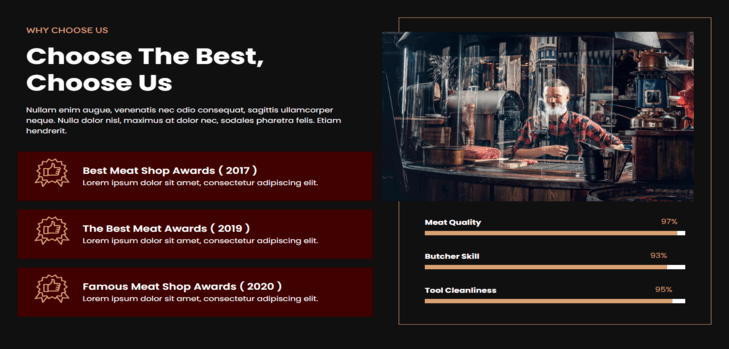 WHY CHOOSE US
Choose The Best,
Choose Us
Nullam enim augue, venenatis nec odio consequat, sagittis ullamcorper
neque. Nulla dolor nisl, maximus at dolor nec, sodales pharetra felis. Etiam
hendrerit.
Best Meat Shop Awards ( 2017 )
Lorem ipsum dolor sit amet, consectetur adipiscing elit.
The Best Meat Awards ( 2019 )
Lorem ipsum dolor sit amet, consectetur adipiscing elit.
Famous Meat Shop Awards ( 2020 )
Lorem ipsum dolor sit amet, consectetur adipiscing elit.
Meat Quality 97%
Butcher Skill 93%
Tool Cleanliness 95%